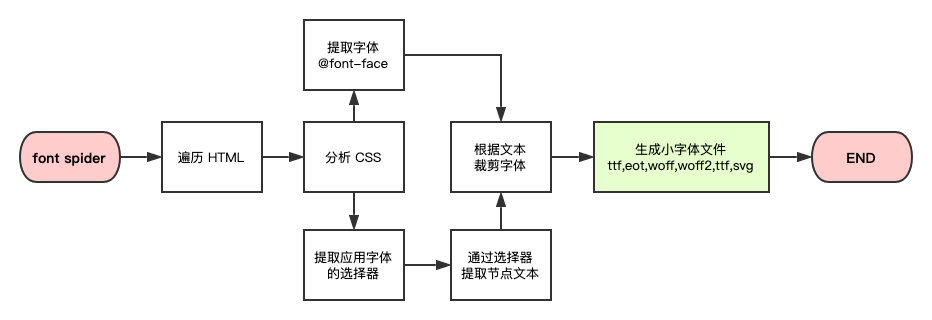 提取字体
@font-face
font spider
遍历 HTML
分析 CSS
根据文本
裁剪字体
生成小字体文件
ttf,eot,woff,woff2,ttf,svg
END
提取应用字体
的选择器
通过选择器
提取节点文本